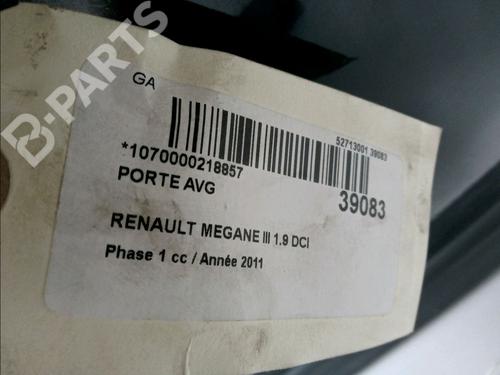 B-PARTS
GA
52713001 39083
*1070000218857
39083
PORTE AVG
RENAULT MEGANE III 1.9 DCI
Phase 1 cc / Année 2011